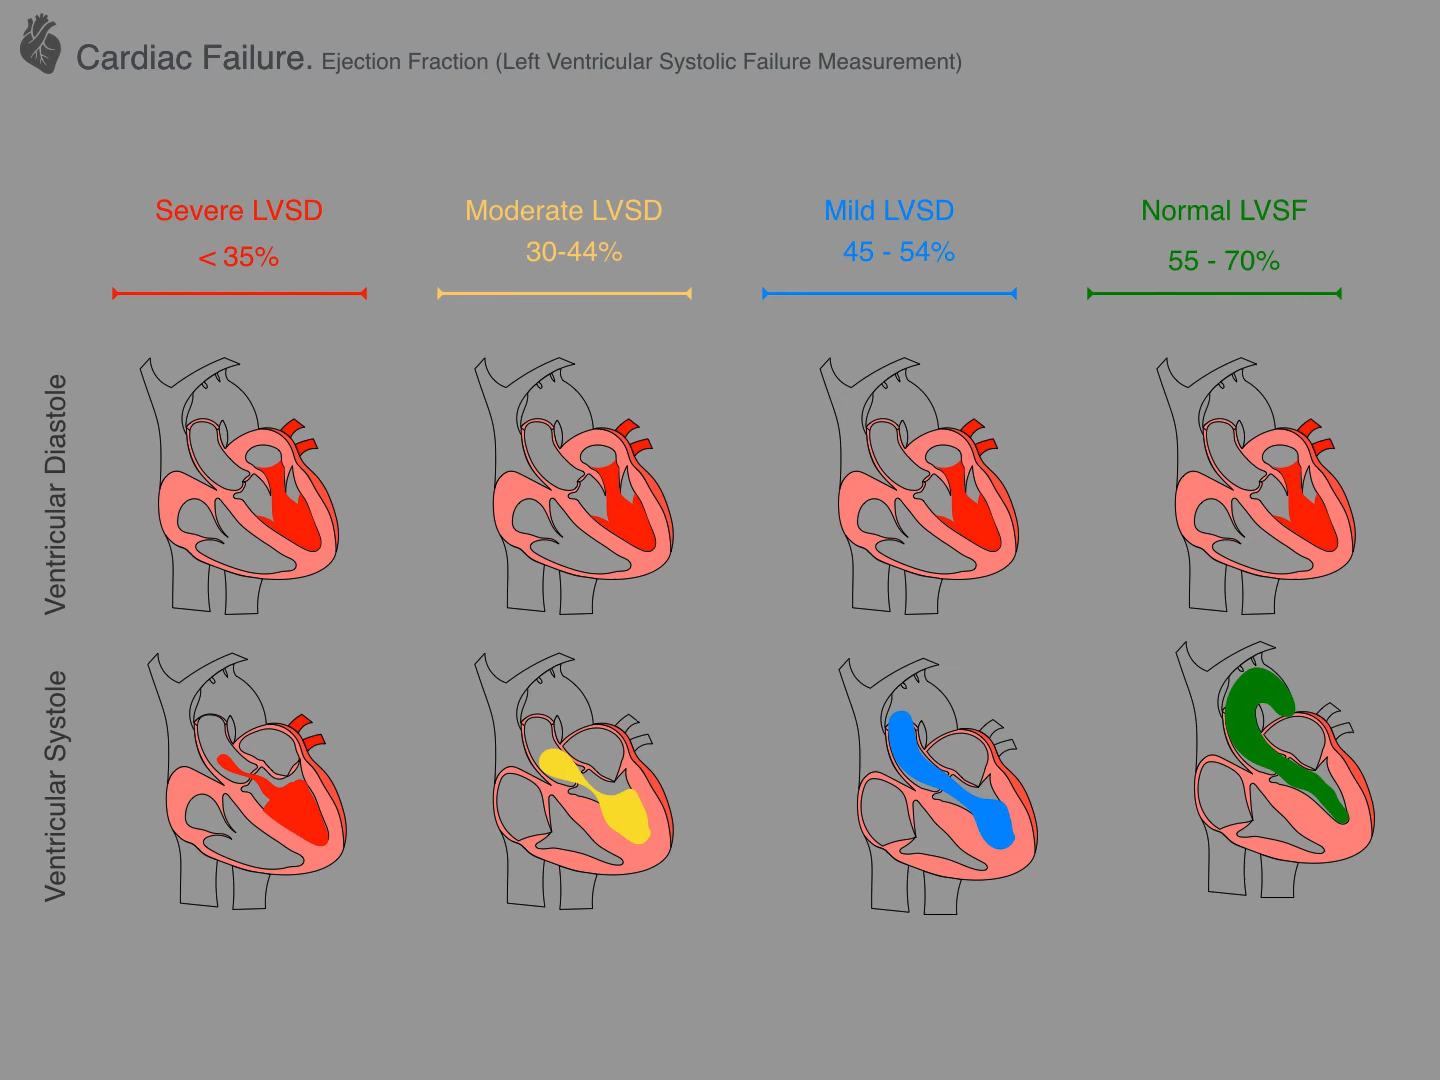 Cardiac Failure. Ejection Fraction (Left Ventricular Systolic Failure Measurement)
Severe LVSD
< 35%
Moderate LVSD
30-44%
Mild LVSD
45 - 54%
Normal LVSF
55 - 70%
Ventricular Diastole
Ventricular Systole